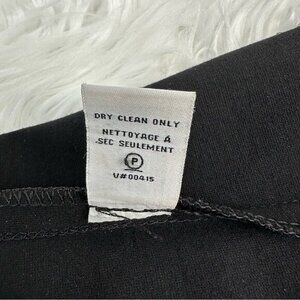 DRY CLEAN ONLY
NETTOYAGE À
SEC SEULEMENT
P
V#00415